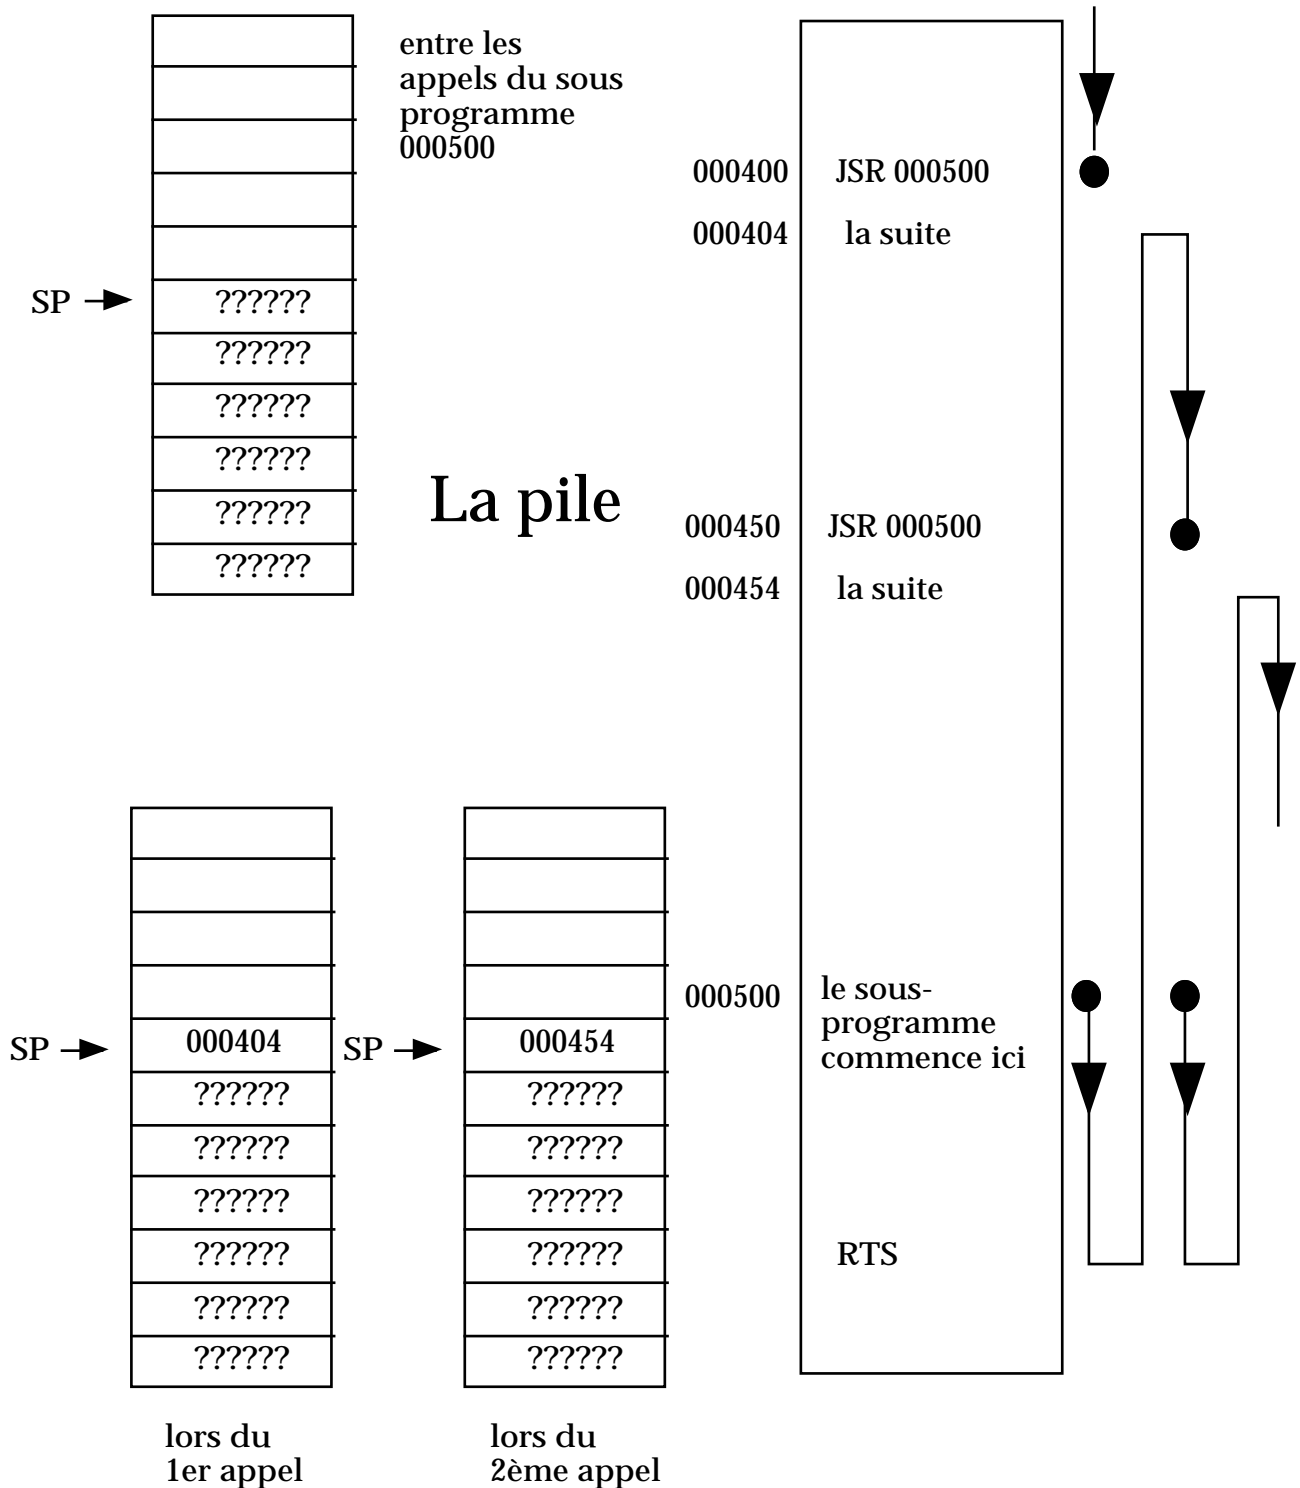 entre les
appels du sous
programme
000500
000400 JSR 000500
000404 la suite
SP ??????
??????
??????
??????
??????
??????
La pile
000450 JSR 000500
000454 la suite
000500 le sous-
programme
commence ici
SP 000404
??????
??????
??????
??????
??????
??????
SP 000454
??????
??????
??????
??????
??????
??????
RTS
lors du
1er appel
lors du
2ème appel